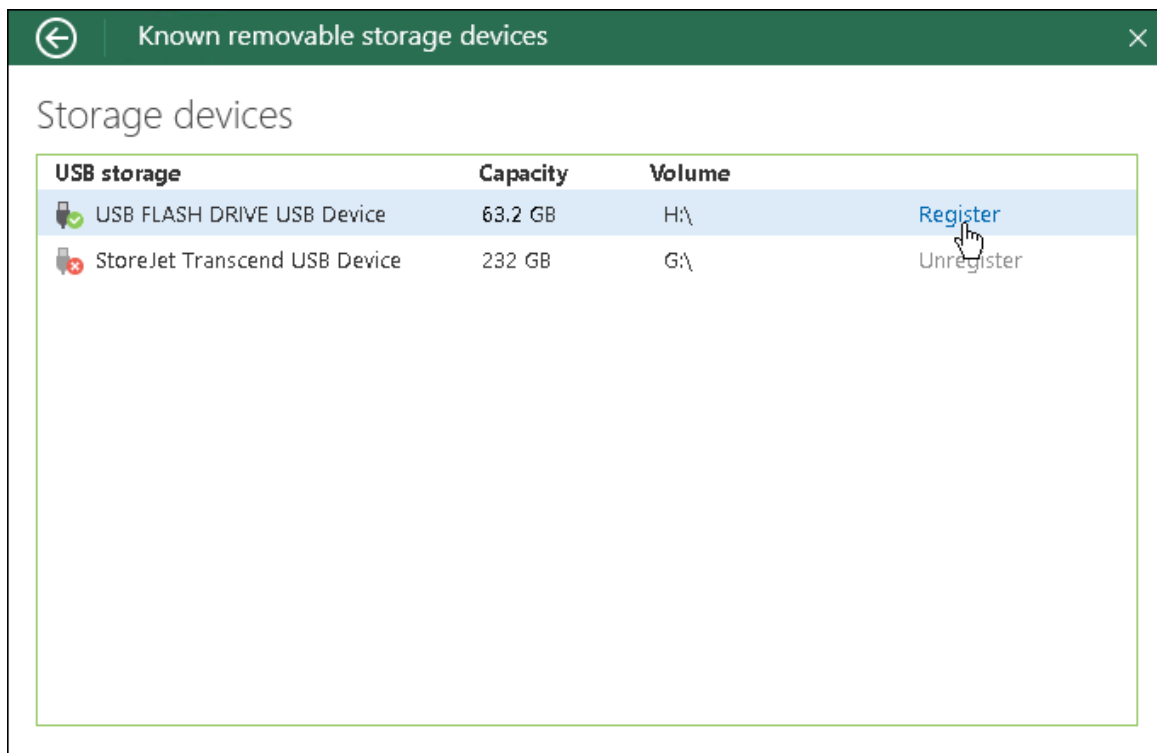 Known removable storage devices
Storage devices
USB storage Capacity Volume
USB FLASH DRIVE USB Device 63.2 GB H:\ Register
StoreJet Transcend USB Device 232 GB G:\ Unregister